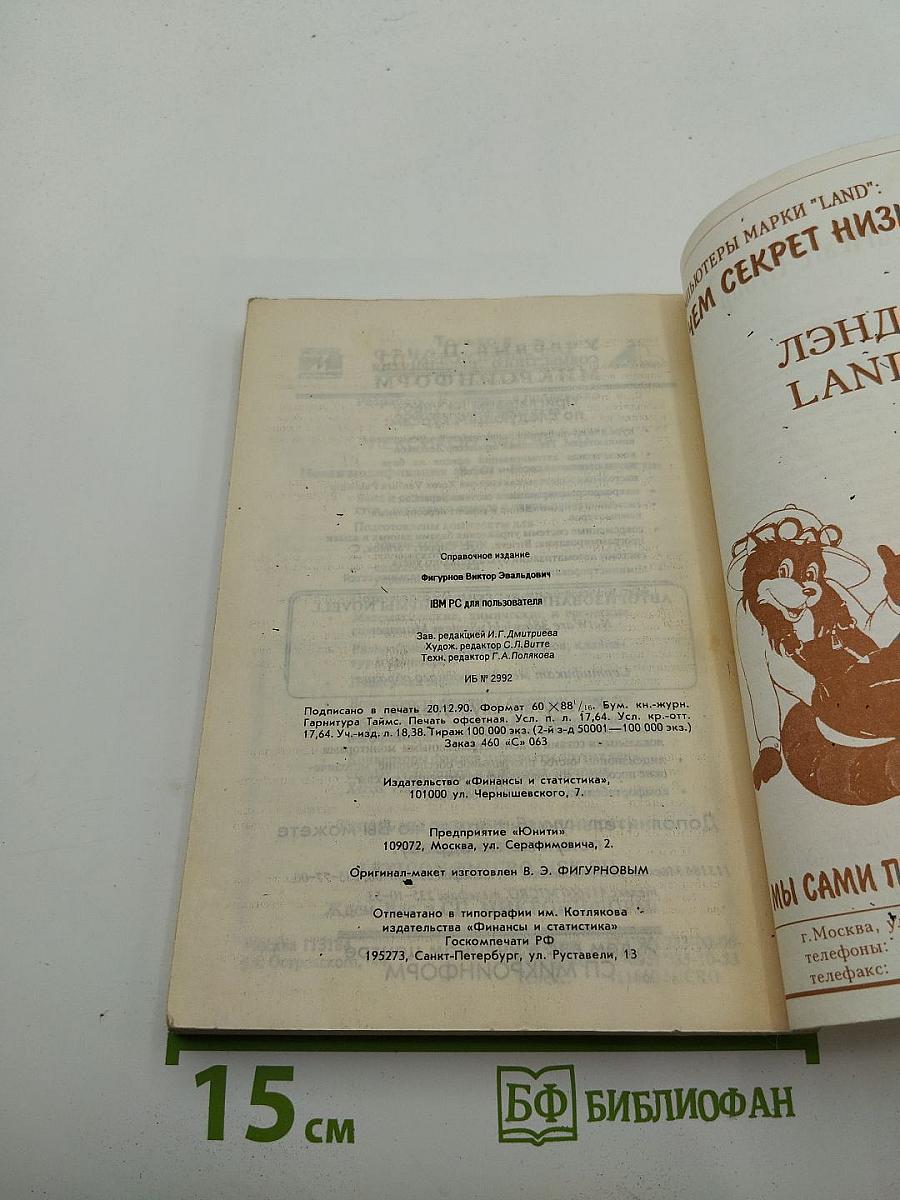 Справочное издание
Фигурнов Виктор Эвальдович
IBM PC для пользователя
Зав. редакцией И.Г.Дмитриева
Худож. редактор С.Л.Витте
Техн. редактор Г.А.Полякова
ИБ № 2992
Подписано в печать 20.12.90. Формат 60×88¹/₁₆. Бум. кн.-журн.
Гарнитура Таймс. Печать офсетная. Усл. п. л. 17,64. Усл. кр.-отт.
17,64. Уч.-изд. л. 18,38. Тираж 100 000 экз. (2-й з-д 50001—100 000 экз.)
Заказ 460 «С» 063
Издательство «Финансы и статистика»,
101000 ул. Чернышевского, 7.
Предприятие «Юнити»
109072, Москва, ул. Серафимовича, 2.
Оригинал-макет изготовлен В. Э. ФИГУРНОВЫМ
Отпечатано в типографии им. Котлякова
издательства «Финансы и статистика»
Госкомпечати РФ
195273, Санкт-Петербург, ул. Руставели, 13
МАРКИ "LAND":
СЕКРЕТ
ЛЭНД
LAND
МЫ САМИ
г.Москва,
телефоны:
телефакс:
15 см
БФ БИБЛИОФАН